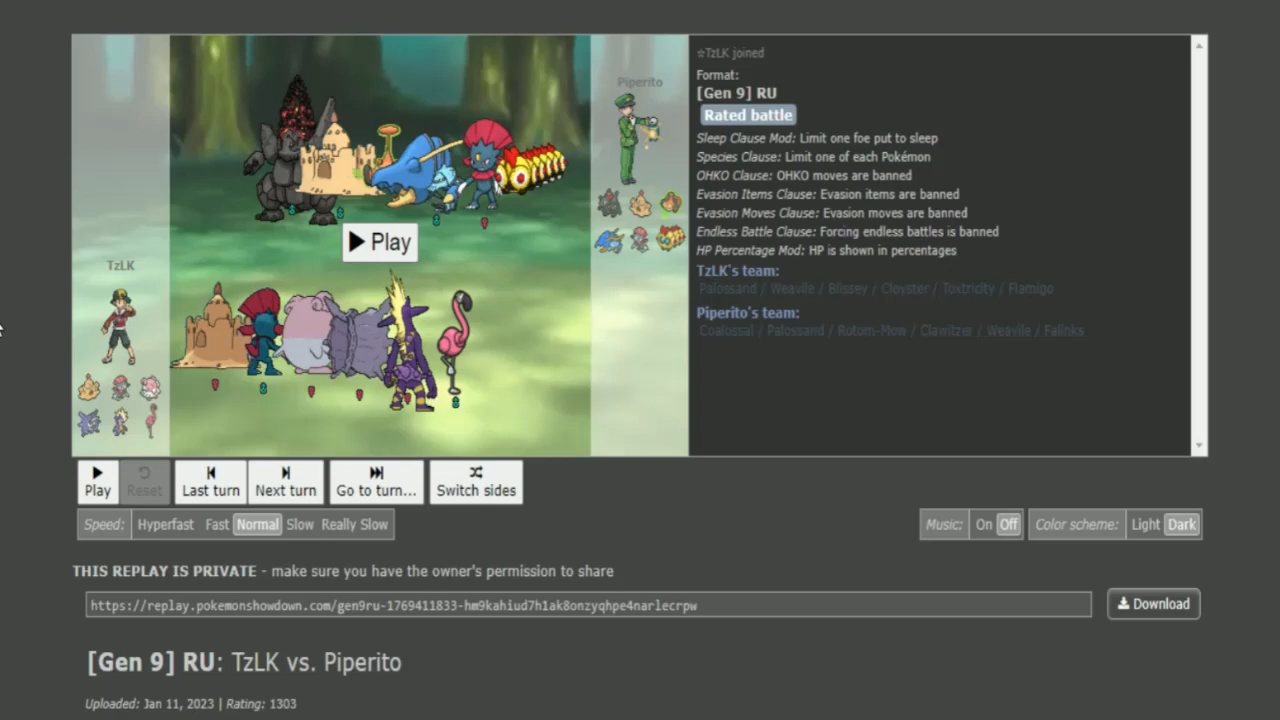 ☆TzLK joined
Format:
[Gen 9] RU
Rated battle
Sleep Clause Mod: Limit one foe put to sleep
Species Clause: Limit one of each Pokémon
OHKO Clause: OHKO moves are banned
Evasion Items Clause: Evasion items are banned
Evasion Moves Clause: Evasion moves are banned
Endless Battle Clause: Forcing endless battles is banned
HP Percentage Mod: HP is shown in percentages
TzLK's team:
Palossand / Weavile / Blissey / Cloyster / Toxtricity / Flamigo
Piperito's team:
Coalossal / Palossand / Rotom-Mow / Clawitzer / Weavile / Falinks
Piperito
TzLK
Play
Play Reset Last turn Next turn Go to turn... Switch sides
Speed: Hyperfast Fast Normal Slow Really Slow Music: On Off Color scheme: Light Dark
THIS REPLAY IS PRIVATE - make sure you have the owner's permission to share
https://replay.pokemonshowdown.com/gen9ru-1769411833-hm9kahiud7h1ak8onzyqhpe4narlecrpw
Download
[Gen 9] RU: TzLK vs. Piperito
Uploaded: Jan 11, 2023 | Rating: 1303